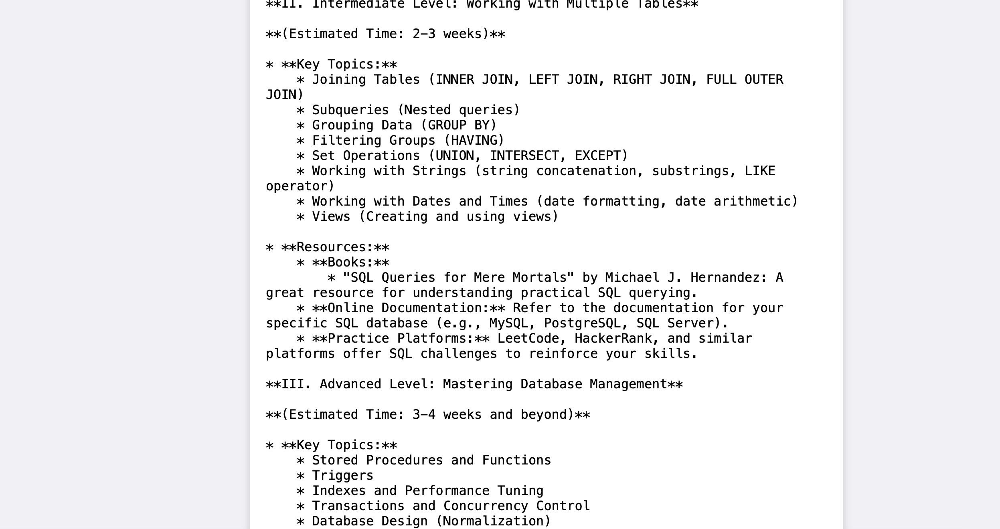 **II. Intermediate Level: Working with Multiple Tables**
**(Estimated Time: 2–3 weeks)**
* **Key Topics:**
* Joining Tables (INNER JOIN, LEFT JOIN, RIGHT JOIN, FULL OUTER
JOIN)
* Subqueries (Nested queries)
* Grouping Data (GROUP BY)
* Filtering Groups (HAVING)
* Set Operations (UNION, INTERSECT, EXCEPT)
* Working with Strings (string concatenation, substrings, LIKE
operator)
* Working with Dates and Times (date formatting, date arithmetic)
* Views (Creating and using views)
* **Resources:**
* **Books:**
* "SQL Queries for Mere Mortals" by Michael J. Hernandez: A
great resource for understanding practical SQL querying.
* **Online Documentation:** Refer to the documentation for your
specific SQL database (e.g., MySQL, PostgreSQL, SQL Server).
* **Practice Platforms:** LeetCode, HackerRank, and similar
platforms offer SQL challenges to reinforce your skills.
**III. Advanced Level: Mastering Database Management**
**(Estimated Time: 3–4 weeks and beyond)**
* **Key Topics:**
* Stored Procedures and Functions
* Triggers
* Indexes and Performance Tuning
* Transactions and Concurrency Control
* Database Design (Normalization)